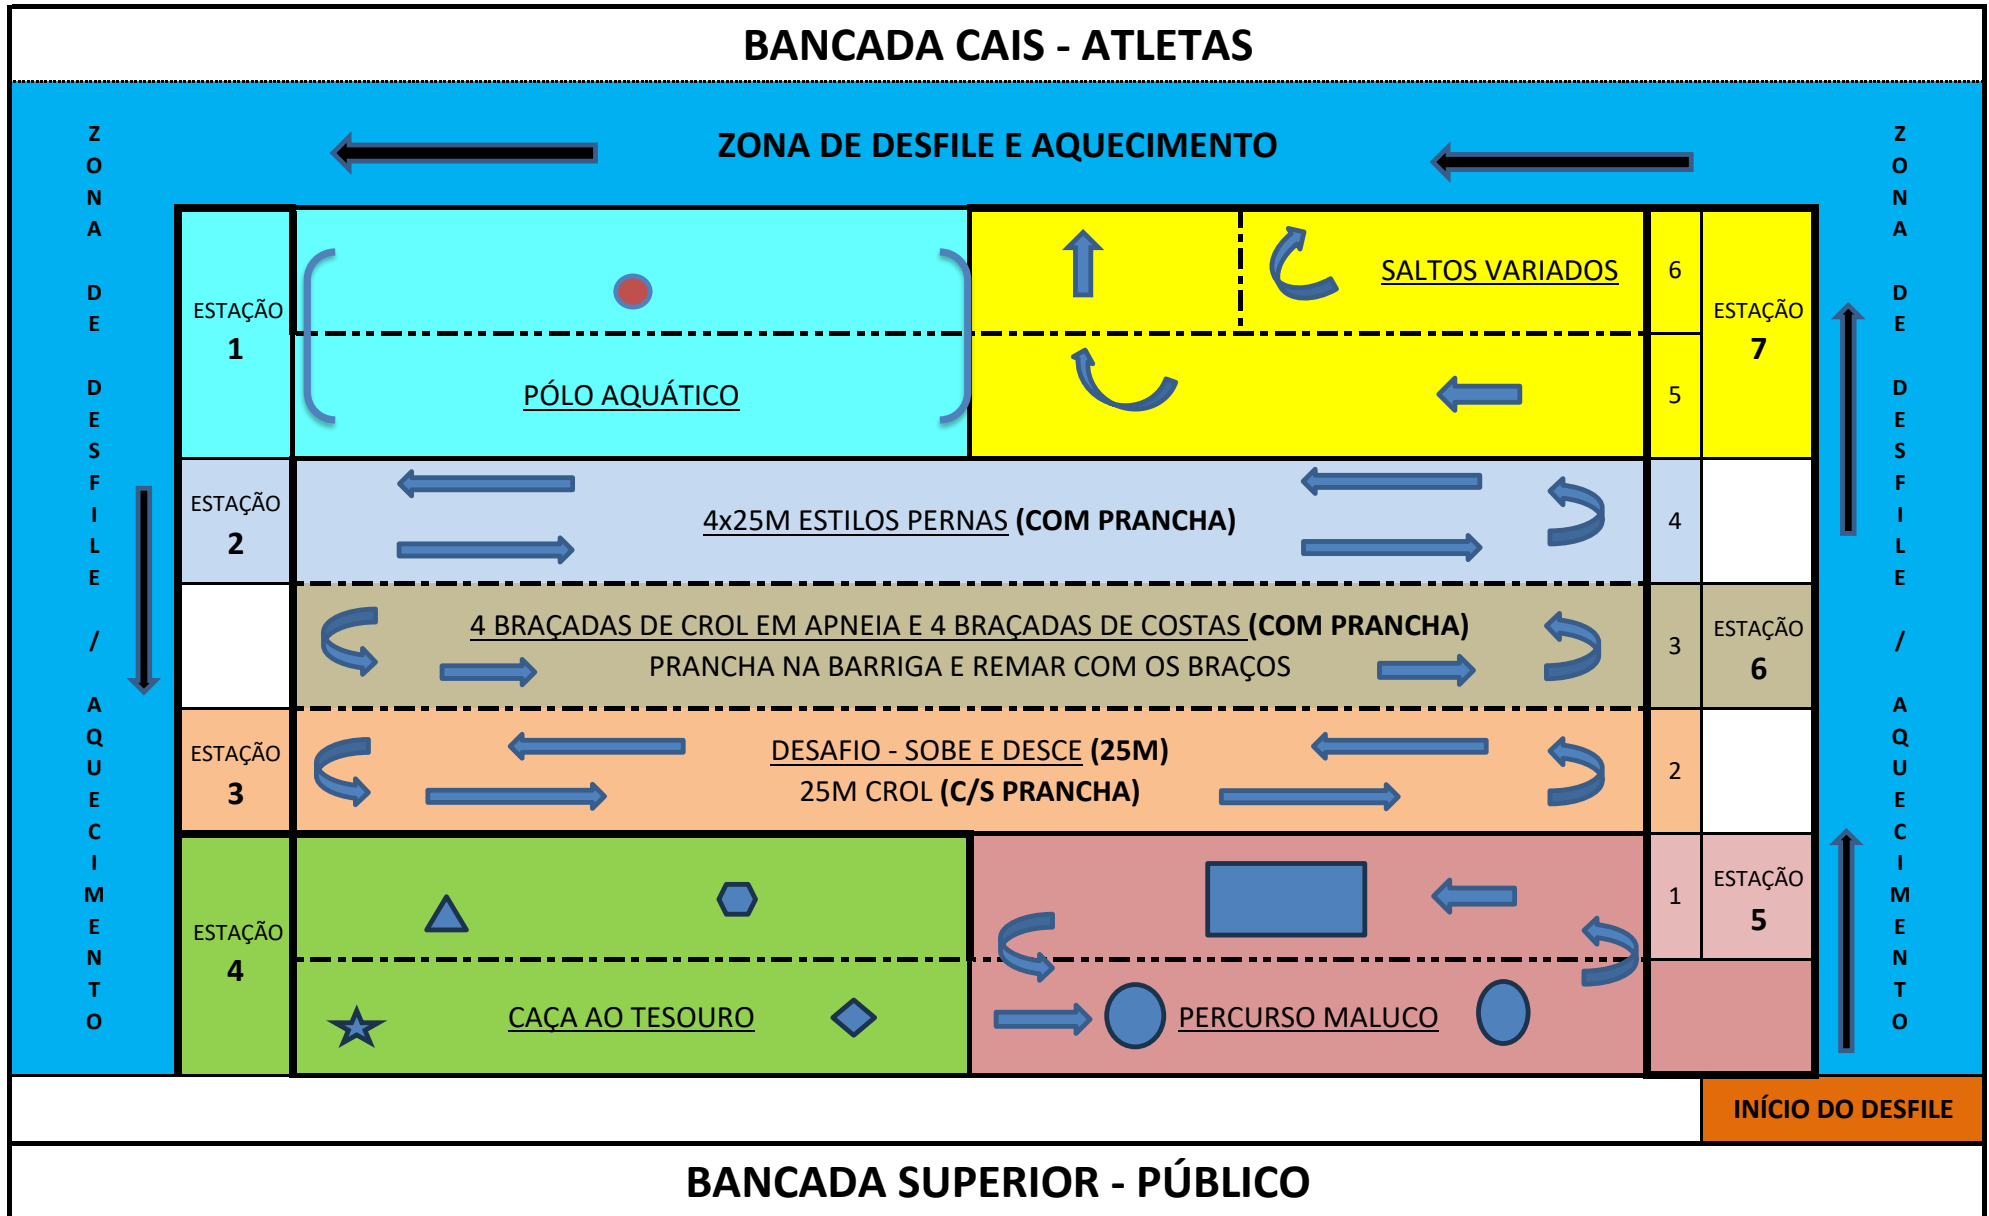 BANCADA CAIS - ATLETAS
ZONA DE DESFILE E AQUECIMENTO
ZONA DE DESFILE / AQUECIMENTO
ZONA DE DESFILE / AQUECIMENTO
ESTAÇÃO
1
PÓLO AQUÁTICO
SALTOS VARIADOS
6
5
ESTAÇÃO
7
ESTAÇÃO
2
4x25M ESTILOS PERNAS (COM PRANCHA)
4
4 BRAÇADAS DE CROL EM APNEIA E 4 BRAÇADAS DE COSTAS (COM PRANCHA)
PRANCHA NA BARRIGA E REMAR COM OS BRAÇOS
3
ESTAÇÃO
6
ESTAÇÃO
3
DESAFIO - SOBE E DESCE (25M)
25M CROL (C/S PRANCHA)
2
ESTAÇÃO
4
CAÇA AO TESOURO
PERCURSO MALUCO
1
ESTAÇÃO
5
INÍCIO DO DESFILE
BANCADA SUPERIOR - PÚBLICO